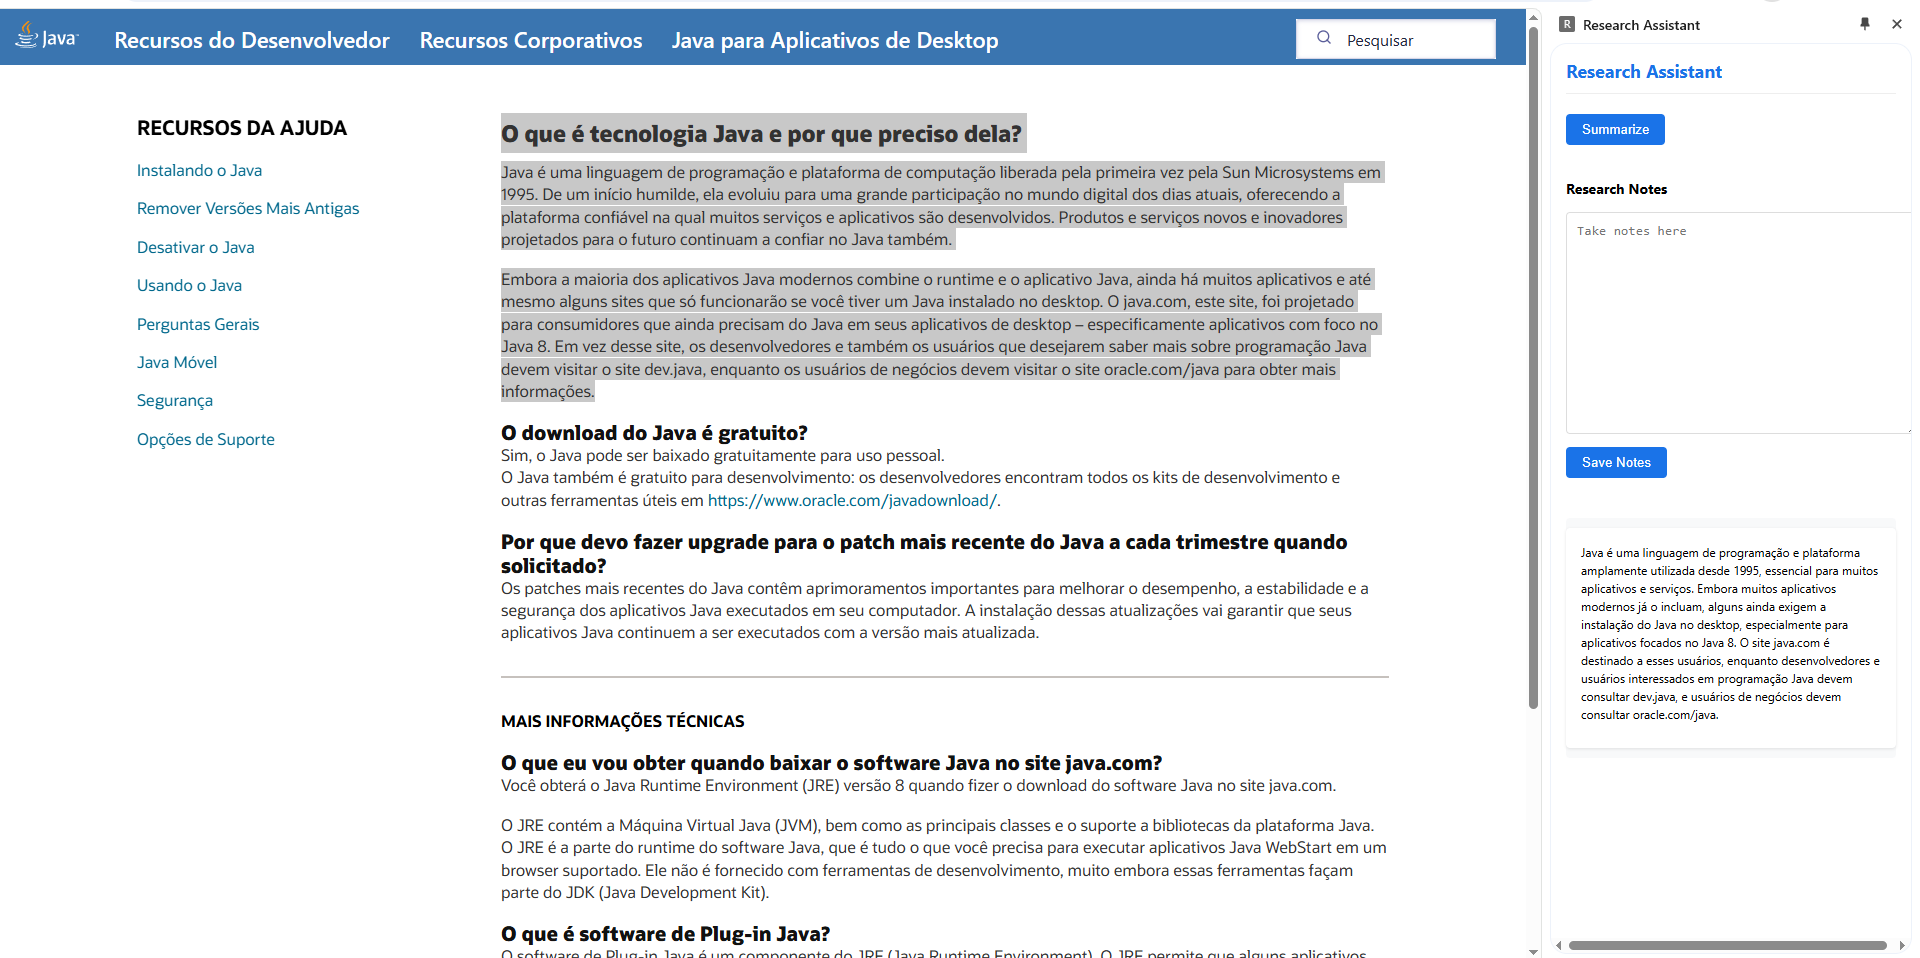 Java
Recursos do Desenvolvedor
Recursos Corporativos
Java para Aplicativos de Desktop
Pesquisar
RECURSOS DA AJUDA
Instalando o Java
Remover Versões Mais Antigas
Desativar o Java
Usando o Java
Perguntas Gerais
Java Móvel
Segurança
Opções de Suporte
O que é tecnologia Java e por que preciso dela?
Java é uma linguagem de programação e plataforma de computação liberada pela primeira vez pela Sun Microsystems em
1995. De um início humilde, ela evoluiu para uma grande participação no mundo digital dos dias atuais, oferecendo a
plataforma confiável na qual muitos serviços e aplicativos são desenvolvidos. Produtos e serviços novos e inovadores
projetados para o futuro continuam a confiar no Java também.
Embora a maioria dos aplicativos Java modernos combine o runtime e o aplicativo Java, ainda há muitos aplicativos e até
mesmo alguns sites que só funcionarão se você tiver um Java instalado no desktop. O java.com, este site, foi projetado
para consumidores que ainda precisam do Java em seus aplicativos de desktop – especificamente aplicativos com foco no
Java 8. Em vez desse site, os desenvolvedores e também os usuários que desejarem saber mais sobre programação Java
devem visitar o site dev.java, enquanto os usuários de negócios devem visitar o site oracle.com/java para obter mais
informações.
O download do Java é gratuito?
Sim, o Java pode ser baixado gratuitamente para uso pessoal.
O Java também é gratuito para desenvolvimento: os desenvolvedores encontram todos os kits de desenvolvimento e
outras ferramentas úteis em https://www.oracle.com/javadownload/.
Por que devo fazer upgrade para o patch mais recente do Java a cada trimestre quando
solicitado?
Os patches mais recentes do Java contêm aprimoramentos importantes para melhorar o desempenho, a estabilidade e a
segurança dos aplicativos Java executados em seu computador. A instalação dessas atualizações vai garantir que seus
aplicativos Java continuem a ser executados com a versão mais atualizada.
MAIS INFORMAÇÕES TÉCNICAS
O que eu vou obter quando baixar o software Java no site java.com?
Você obterá o Java Runtime Environment (JRE) versão 8 quando fizer o download do software Java no site java.com.
O JRE contém a Máquina Virtual Java (JVM), bem como as principais classes e o suporte a bibliotecas da plataforma Java.
O JRE é a parte do runtime do software Java, que é tudo o que você precisa para executar aplicativos Java WebStart em um
browser suportado. Ele não é fornecido com ferramentas de desenvolvimento, muito embora essas ferramentas façam
parte do JDK (Java Development Kit).
O que é software de Plug-in Java?
O software de Plug-in Java é um componente do JRE (Java Runtime Environment). O JRE permite que alguns aplicativos
R Research Assistant
Research Assistant
Summarize
Research Notes
Take notes here
Save Notes
Java é uma linguagem de programação e plataforma
amplamente utilizada desde 1995, essencial para muitos
aplicativos e serviços. Embora muitos aplicativos
modernos já o incluam, alguns ainda exigem a
instalação do Java no desktop, especialmente para
aplicativos focados no Java 8. O site java.com é
destinado a esses usuários, enquanto desenvolvedores e
usuários interessados em programação Java devem
consultar dev.java, e usuários de negócios devem
consultar oracle.com/java.